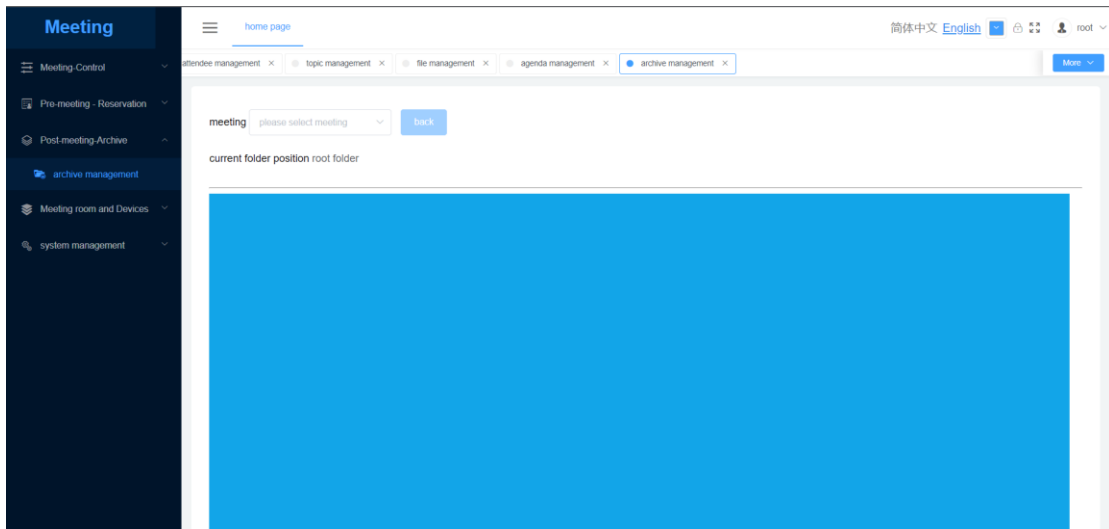 Meeting
home page
简体中文 English
root
Meeting-Control
attendee management
topic management
file management
agenda management
archive management
More
Pre-meeting - Reservation
meeting please select meeting back
Post-meeting-Archive
current folder position root folder
archive management
Meeting room and Devices
system management